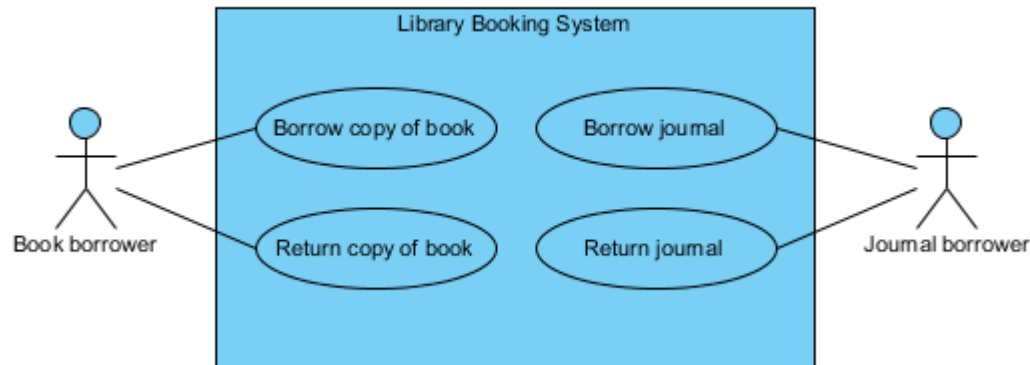 Library Booking System
Borrow copy of book
Borrow journal
Book borrower
Return copy of book
Return journal
Journal borrower